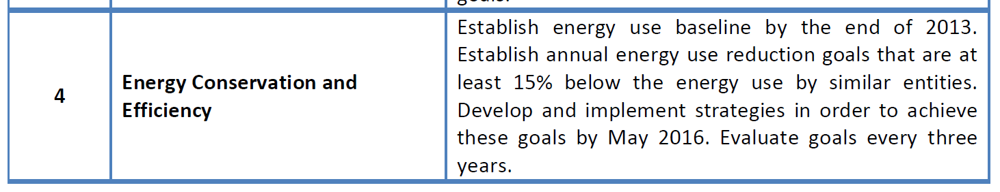 goals.
Establish energy use baseline by the end of 2013.
Establish annual energy use reduction goals that are at
4
Energy Conservation and
Efficiency
least 15% below the energy use by similar entities.
Develop and implement strategies in order to achieve
these goals by May 2016. Evaluate goals every three
years.